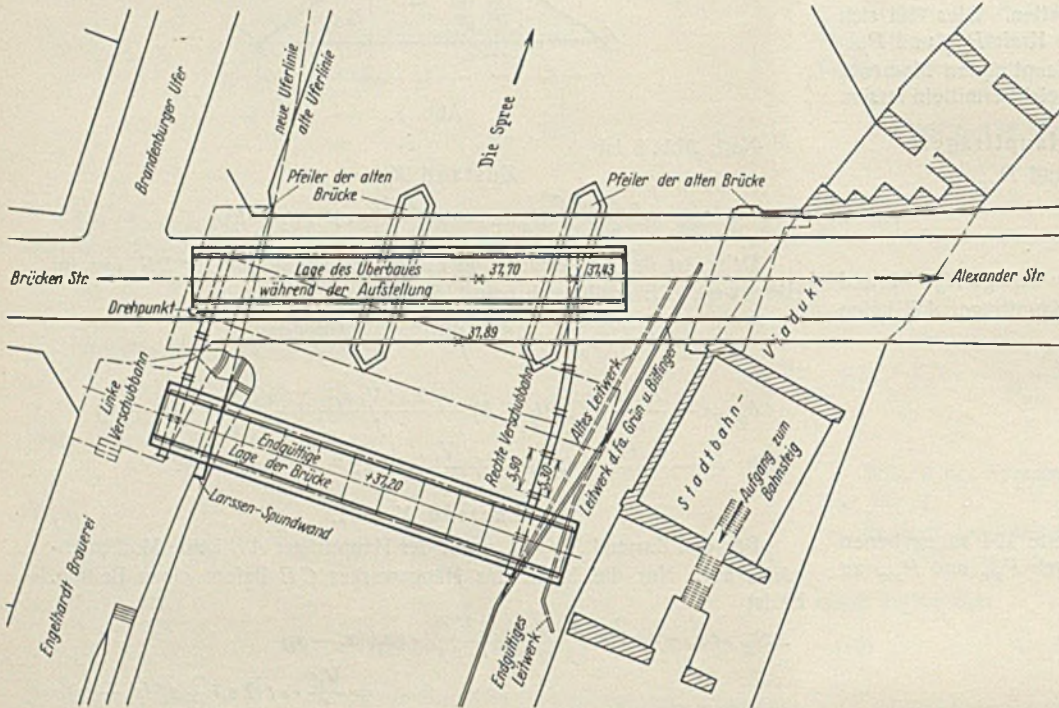 Brandenburger Ufer
neue Uferlinie
alte Uferlinie
Die Spree
Pfeiler der alten
Brücke
Pfeiler der alten Brücke
Brücken Str.
Lage des Überbaues
während der Aufstellung
37,70
37,43
Alexander Str.
Drehpunkt
37,89
Viadukt
Linke
Verschubbahn
Rechte Verschubbahn
Altes Leitwerk
Leitwerk d. Fa. Grün u. Bilfinger
Endgültige
Lage der Brücke
+37,20
5,90
5,30
Stadtbahn-
Aufgang zum
Bahnsteig
Larssen-Spundwand
Engelhardt Brauerei
Endgültiges
Leitwerk